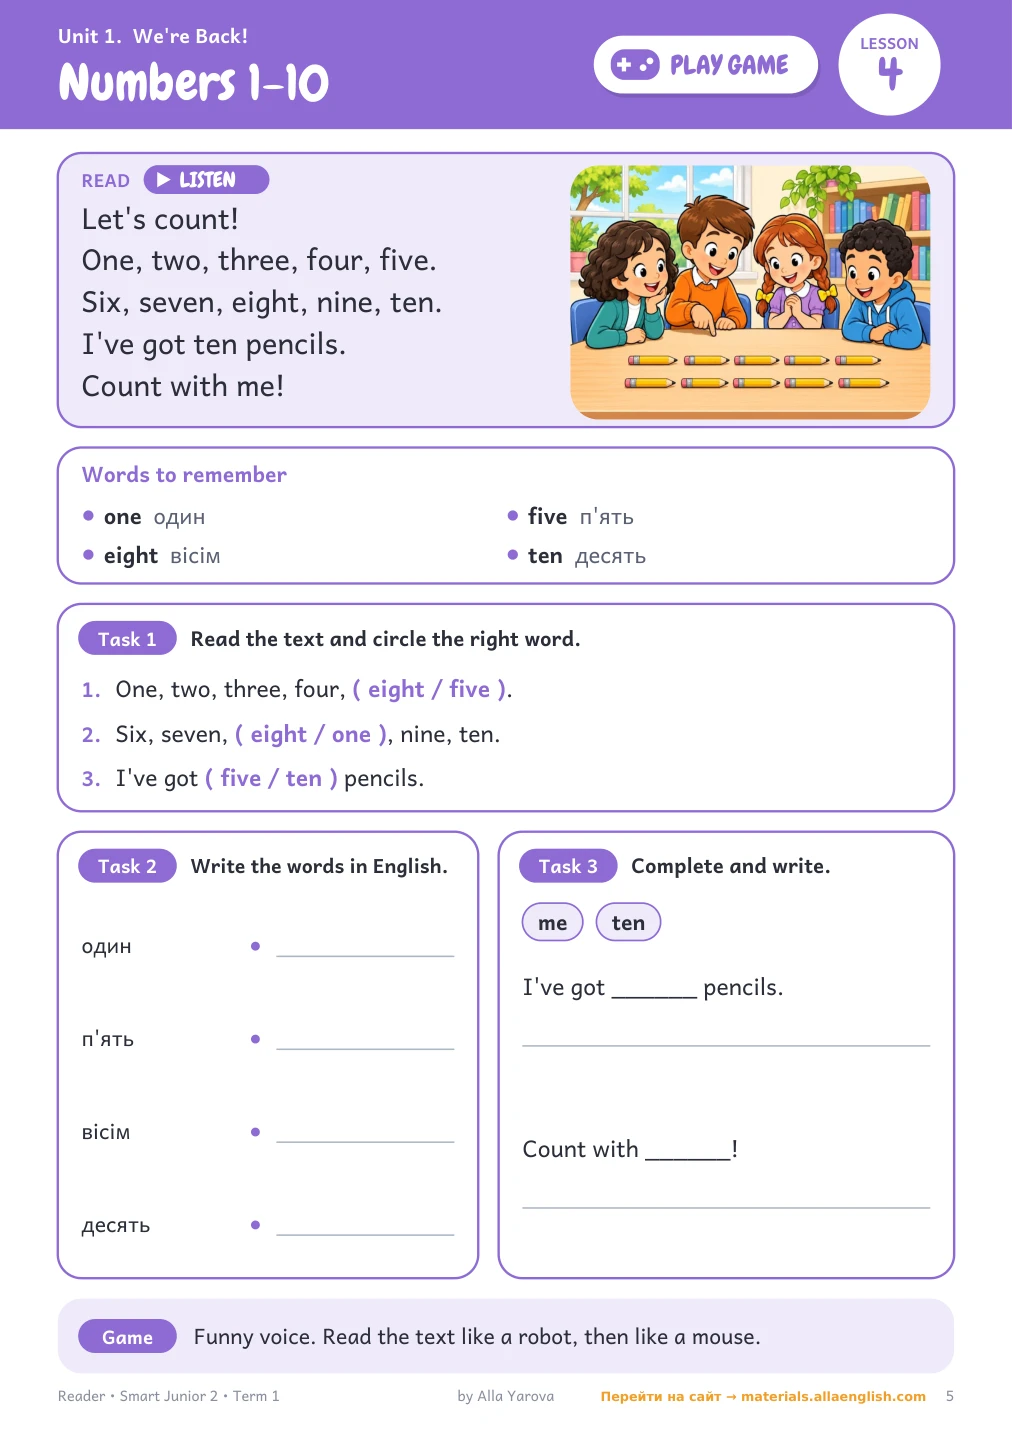 Unit 1. We're Back!
Numbers 1–10
PLAY GAME
LESSON
4
READ
LISTEN
Let's count!
One, two, three, four, five.
Six, seven, eight, nine, ten.
I've got ten pencils.
Count with me!
Words to remember
one один
five п'ять
eight вісім
ten десять
Task 1 Read the text and circle the right word.
1. One, two, three, four, ( eight / five ).
2. Six, seven, ( eight / one ), nine, ten.
3. I've got ( five / ten ) pencils.
Task 2 Write the words in English.
один
п'ять
вісім
десять
Task 3 Complete and write.
me ten
I've got ______ pencils.
Count with ______!
Game Funny voice. Read the text like a robot, then like a mouse.
Reader • Smart Junior 2 • Term 1
by Alla Yarova
Перейти на сайт → materials.allaenglish.com
5